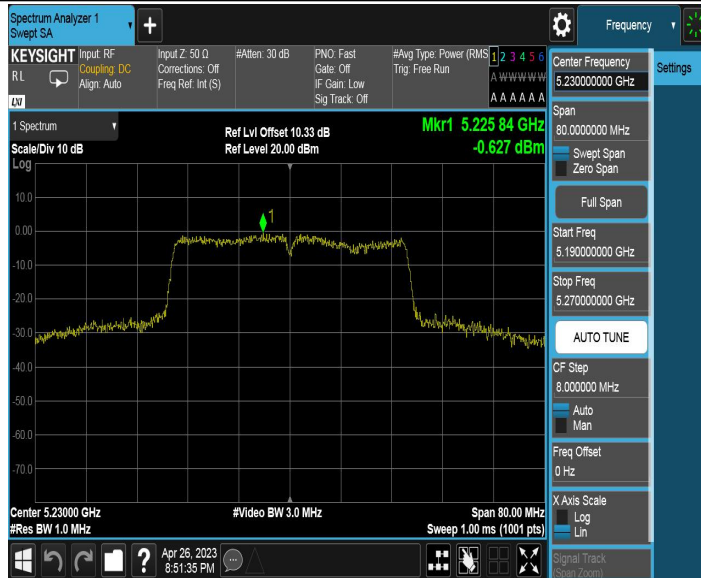 Spectrum Analyzer 1
Swept SA
Frequency
KEYSIGHT
RL
LXI
Input: RF
Coupling: DC
Align: Auto
Input Z: 50 Ω
Corrections: Off
Freq Ref: Int (S)
#Atten: 30 dB
PNO: Fast
Gate: Off
IF Gain: Low
Sig Track: Off
#Avg Type: Power (RMS
Trig: Free Run
1 2 3 4 5 6
A W W W W W
A A A A A A
1 Spectrum
Scale/Div 10 dB
Log
Ref Lvl Offset 10.33 dB
Ref Level 20.00 dBm
Mkr1 5.225 84 GHz
-0.627 dBm
10.0
0.00
-10.0
-20.0
-30.0
-40.0
-50.0
-60.0
-70.0
1
Center 5.23000 GHz
#Res BW 1.0 MHz
#Video BW 3.0 MHz
Span 80.00 MHz
Sweep 1.00 ms (1001 pts)
?
Apr 26, 2023
8:51:35 PM
Center Frequency
5.230000000 GHz
Settings
Span
80.0000000 MHz
Swept Span
Zero Span
Full Span
Start Freq
5.190000000 GHz
Stop Freq
5.270000000 GHz
AUTO TUNE
CF Step
8.000000 MHz
Auto
Man
Freq Offset
0 Hz
X Axis Scale
Log
Lin
Signal Track
(Span Zoom)